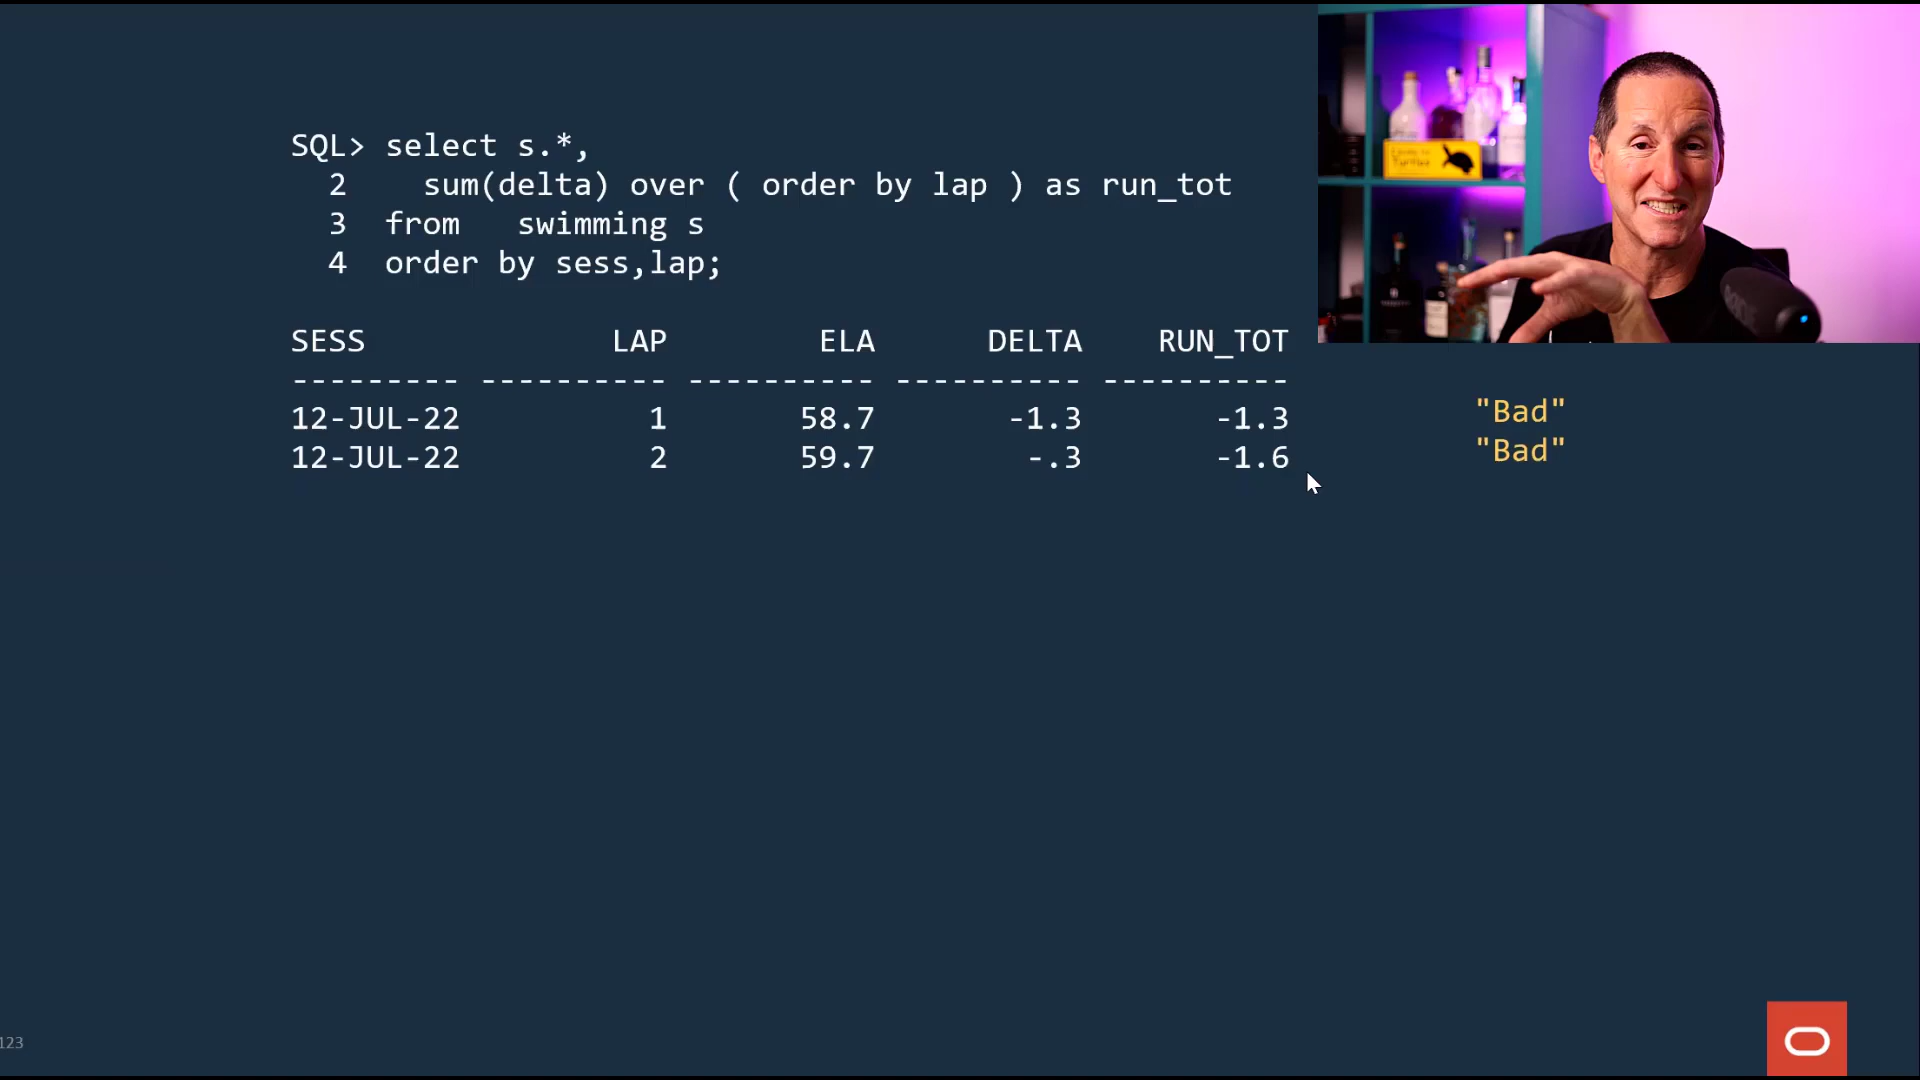 SQL> select s.*,
2 sum(delta) over ( order by lap ) as run_tot
3 from swimming s
4 order by sess,lap;
SESS LAP ELA DELTA RUN_TOT
--------- ---------- ---------- ---------- ----------
12-JUL-22 1 58.7 -1.3 -1.3 "Bad"
12-JUL-22 2 59.7 -.3 -1.6 "Bad"
123